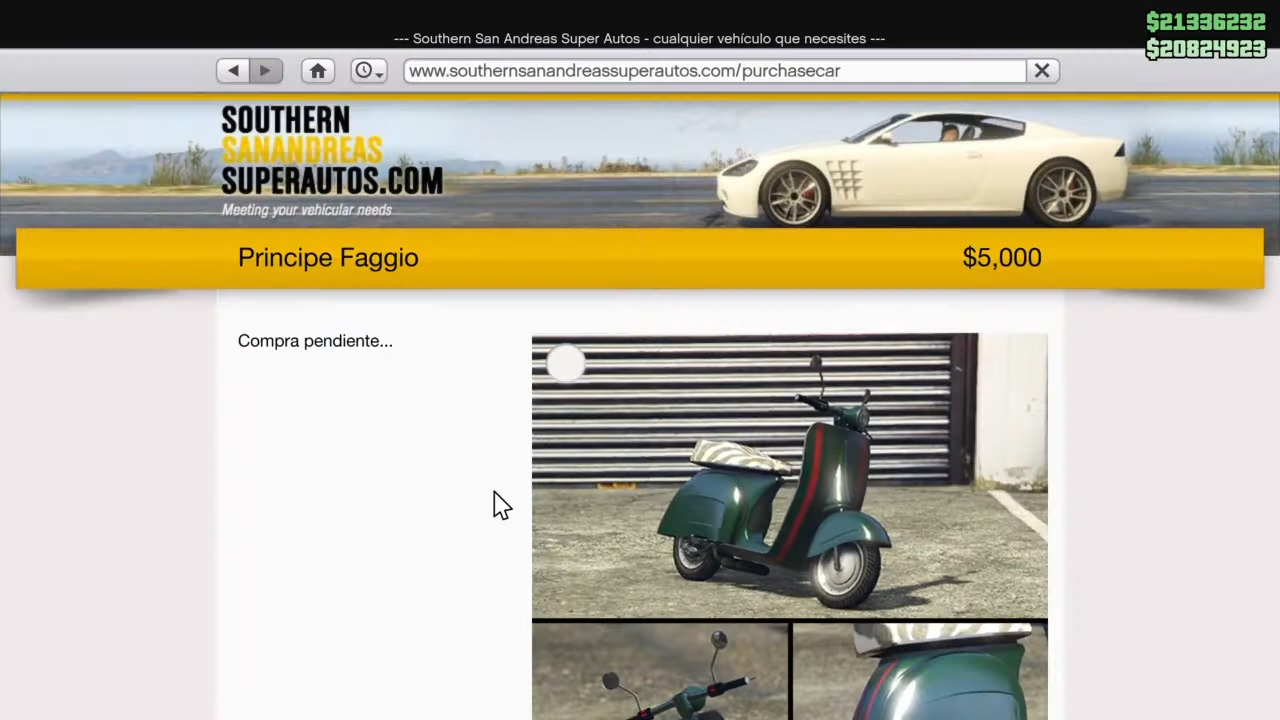 $21336232
--- Southern San Andreas Super Autos - cualquier vehículo que necesites ---
$20824923
www.southernsanandreassuperautos.com/purchasecar
SOUTHERN
SANANDREAS
SUPERAUTOS.COM
Meeting your vehicular needs
Principe Faggio
$5,000
Compra pendiente...